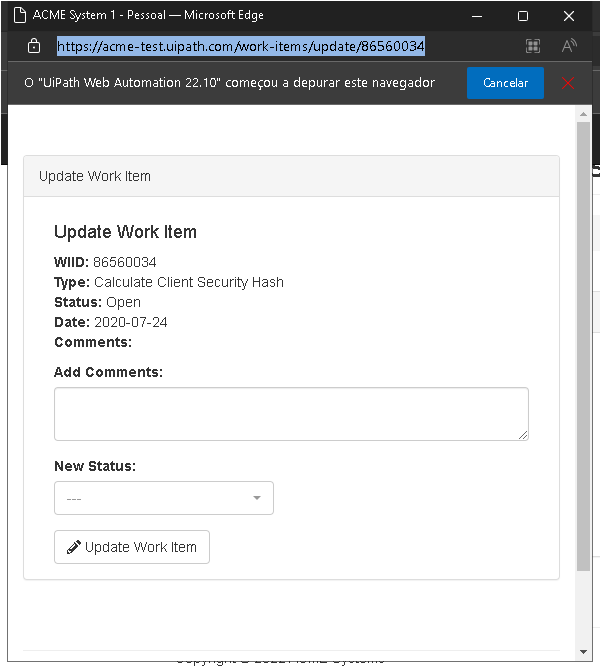 ACME System 1 - Pessoal — Microsoft Edge
https://acme-test.uipath.com/work-items/update/86560034
O "UiPath Web Automation 22.10" começou a depurar este navegador
Cancelar
Update Work Item
Update Work Item
WIID: 86560034
Type: Calculate Client Security Hash
Status: Open
Date: 2020-07-24
Comments:
Add Comments:
New Status:
---
Update Work Item